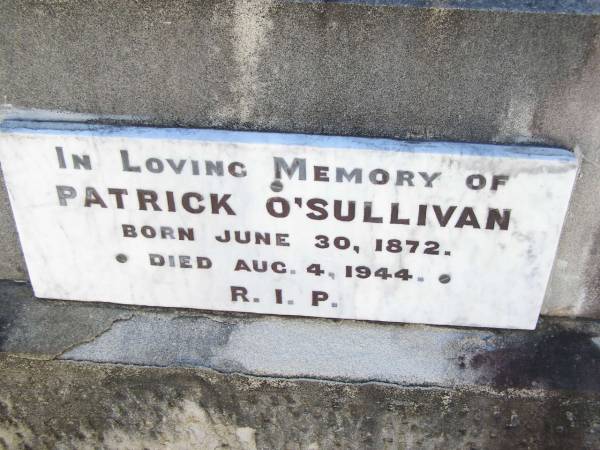 IN LOVING MEMORY OF
PATRICK O'SULLIVAN
BORN JUNE 30, 1872.
• DIED AUG. 4, 1944. •
R. I. P.